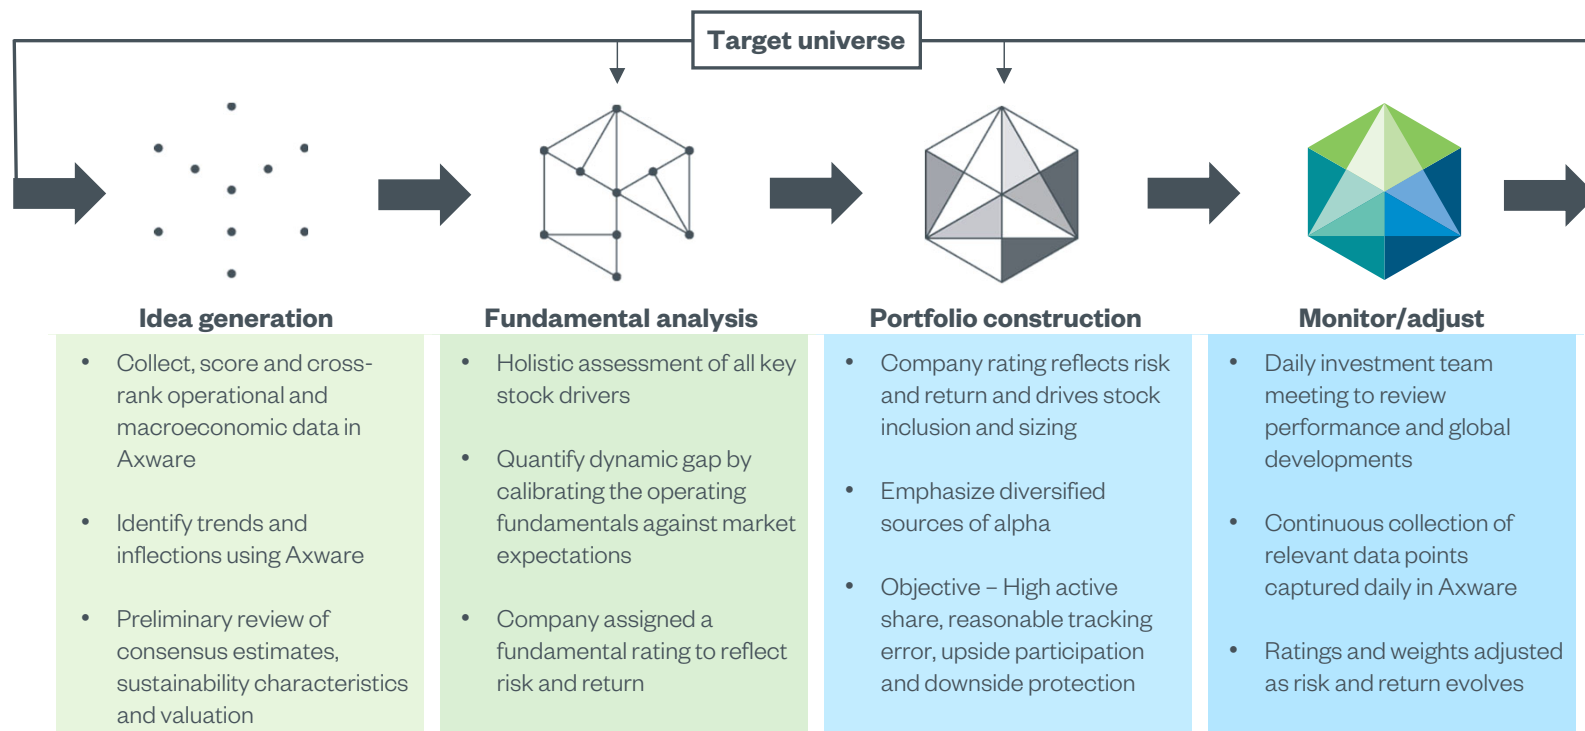 Target universe
Idea generation
• Collect, score and cross-
rank operational and
macroeconomic data in
Axware
• Identify trends and
inflections using Axware
• Preliminary review of
consensus estimates,
sustainability characteristics
and valuation
Fundamental analysis
• Holistic assessment of all key
stock drivers
• Quantify dynamic gap by
calibrating the operating
fundamentals against market
expectations
• Company assigned a
fundamental rating to reflect
risk and return
Portfolio construction
• Company rating reflects risk
and return and drives stock
inclusion and sizing
• Emphasize diversified
sources of alpha
• Objective – High active
share, reasonable tracking
error, upside participation
and downside protection
Monitor/adjust
• Daily investment team
meeting to review
performance and global
developments
• Continuous collection of
relevant data points
captured daily in Axware
• Ratings and weights adjusted
as risk and return evolves